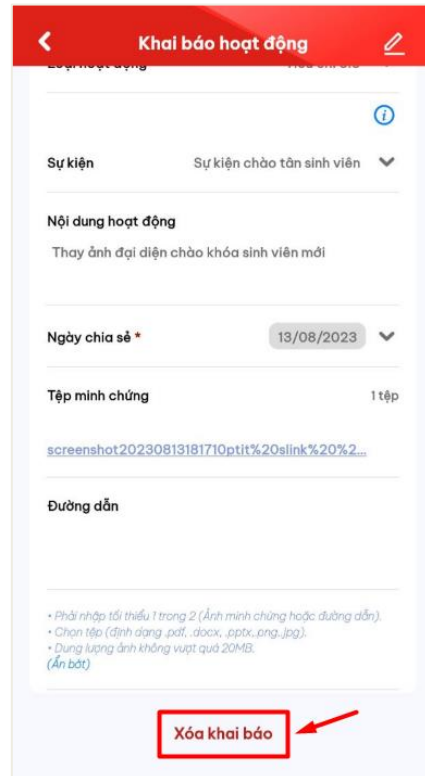 Khai báo hoạt động
Sự kiện Sự kiện chào tân sinh viên
Nội dung hoạt động
Thay ảnh đại diện chào khóa sinh viên mới
Ngày chia sẻ * 13/08/2023
Tệp minh chứng 1 tệp
screenshot20230813181710ptit%20slink%20%2...
Đường dẫn
• Phải nhập tối thiểu 1 trong 2 (Ảnh minh chứng hoặc đường dẫn).
• Chọn tệp (định dạng .pdf, .docx, .pptx,.png,.jpg).
• Dung lượng ảnh không vượt quá 20MB.
(Ẩn bớt)
Xóa khai báo